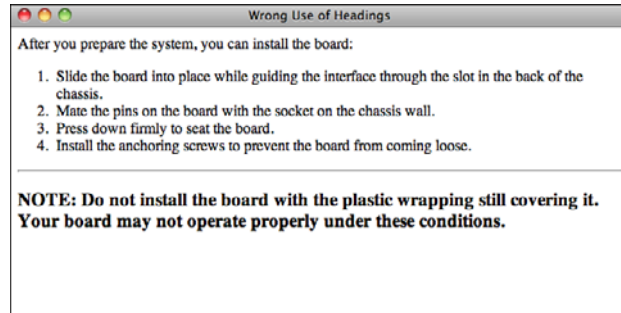 Wrong Use of Headings
After you prepare the system, you can install the board:
1. Slide the board into place while guiding the interface through the slot in the back of the
chassis.
2. Mate the pins on the board with the socket on the chassis wall.
3. Press down firmly to seat the board.
4. Install the anchoring screws to prevent the board from coming loose.
NOTE: Do not install the board with the plastic wrapping still covering it.
Your board may not operate properly under these conditions.